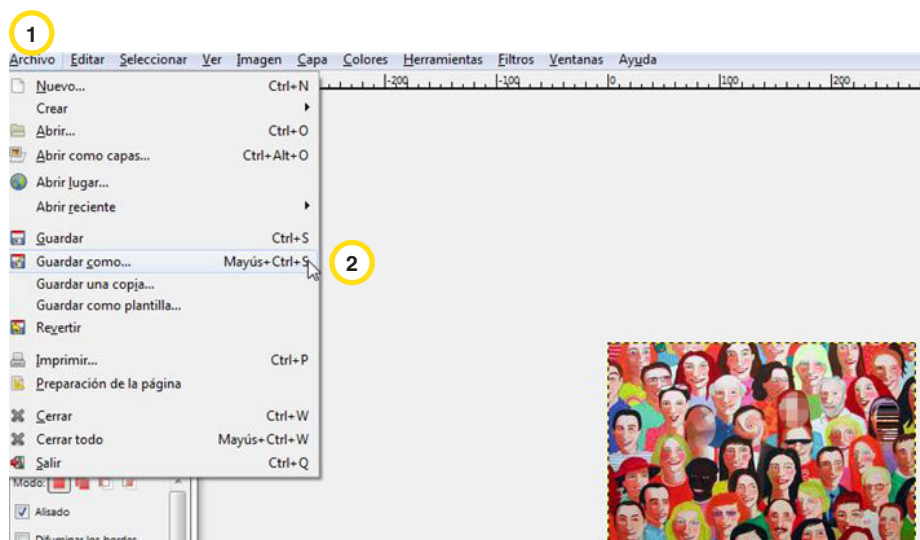 1
Archivo Editar Seleccionar Ver Imagen Capa Colores Herramientas Filtros Ventanas Ayuda
-200 -100 0 100 200
Nuevo... Ctrl+N
Crear
Abrir... Ctrl+O
Abrir como capas... Ctrl+Alt+O
Abrir lugar...
Abrir reciente
Guardar Ctrl+S
Guardar como... Mayús+Ctrl+S 2
Guardar una copia...
Guardar como plantilla...
Revertir
Imprimir... Ctrl+P
Preparación de la página
Cerrar Ctrl+W
Cerrar todo Mayús+Ctrl+W
Salir Ctrl+Q
Modo:
Alisado
Difuminar los bordes